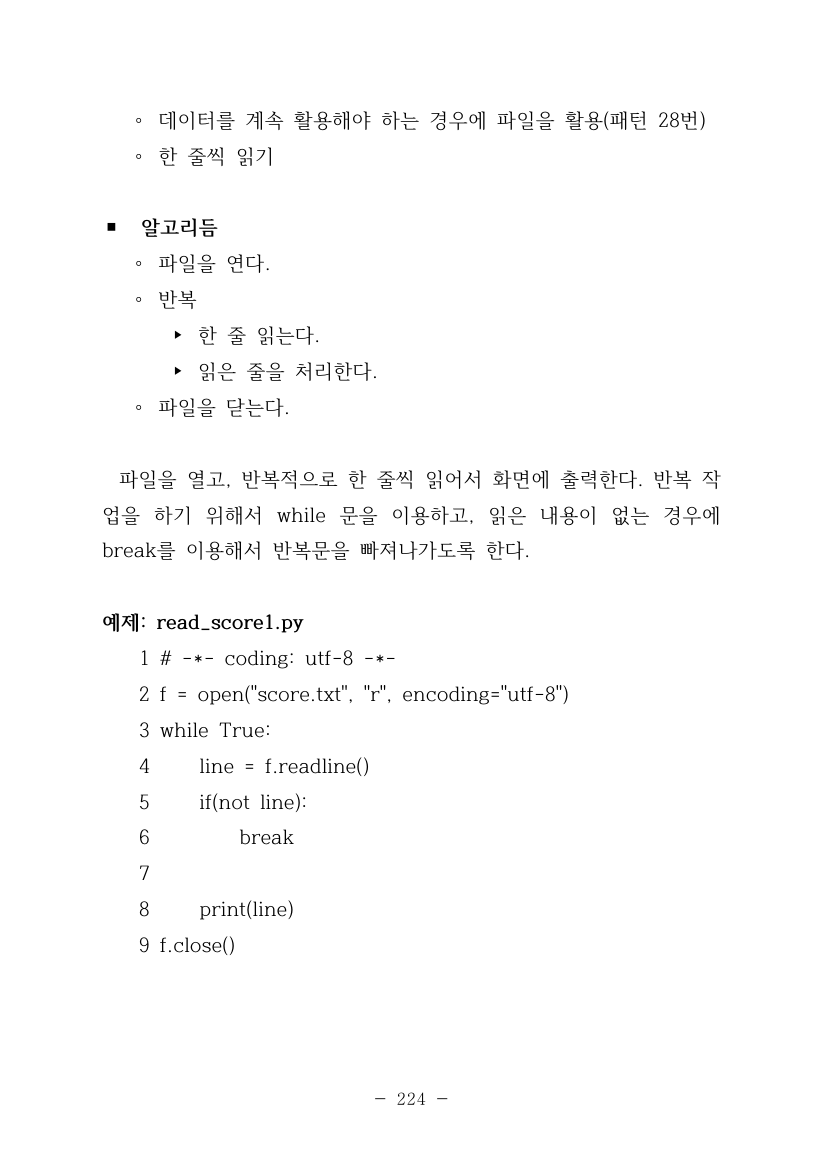 ◦ 데이터를 계속 활용해야 하는 경우에 파일을 활용(패턴 28번)
◦ 한 줄씩 읽기
■ 알고리듬
◦ 파일을 연다.
◦ 반복
▸ 한 줄 읽는다.
▸ 읽은 줄을 처리한다.
◦ 파일을 닫는다.
파일을 열고, 반복적으로 한 줄씩 읽어서 화면에 출력한다. 반복 작
업을 하기 위해서 while 문을 이용하고, 읽은 내용이 없는 경우에
break를 이용해서 반복문을 빠져나가도록 한다.
예제: read_score1.py
1 # -*- coding: utf-8 -*-
2 f = open("score.txt", "r", encoding="utf-8")
3 while True:
4     line = f.readline()
5     if(not line):
6         break
7
8     print(line)
9 f.close()
- 224 -